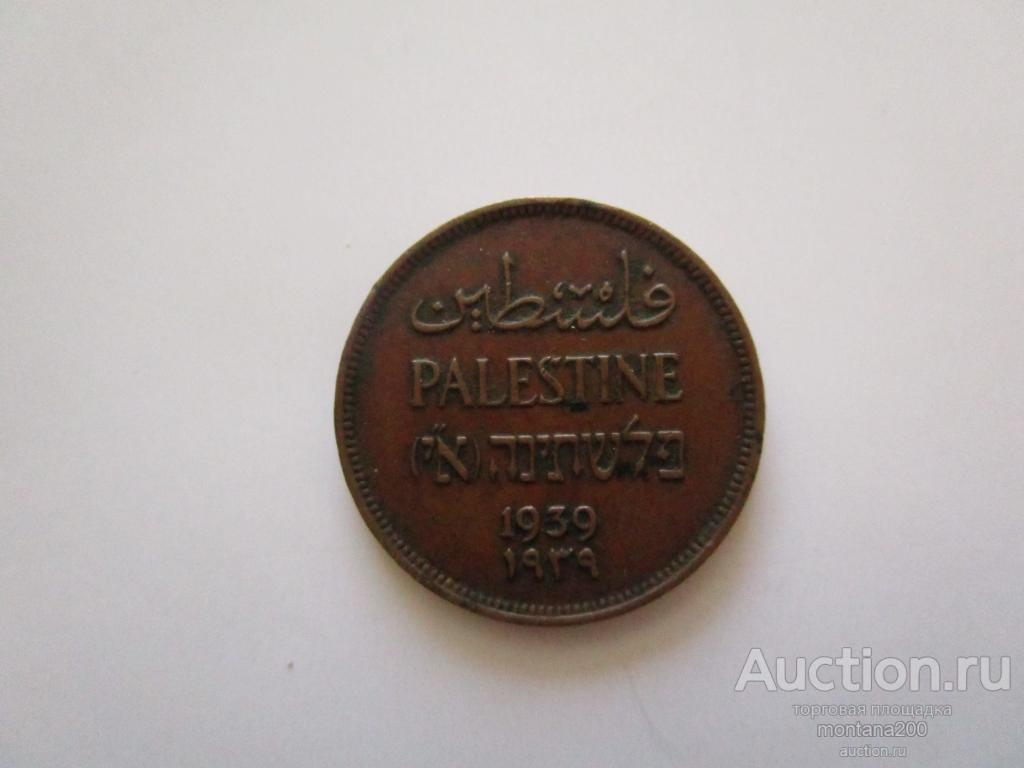 فلسطين
PALESTINE
פלשתינה (א״י)
1939
١٩٣٩
Auction.ru
торговая площадка
montana200
auction.ru